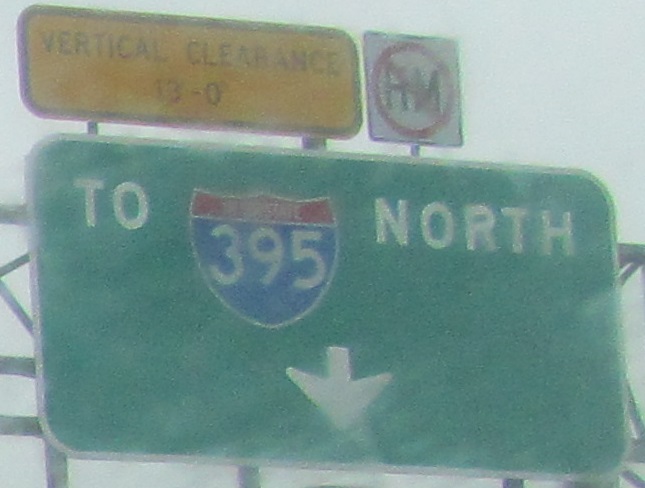 VERTICAL CLEARANCE
13-0
HM
TO 395 NORTH